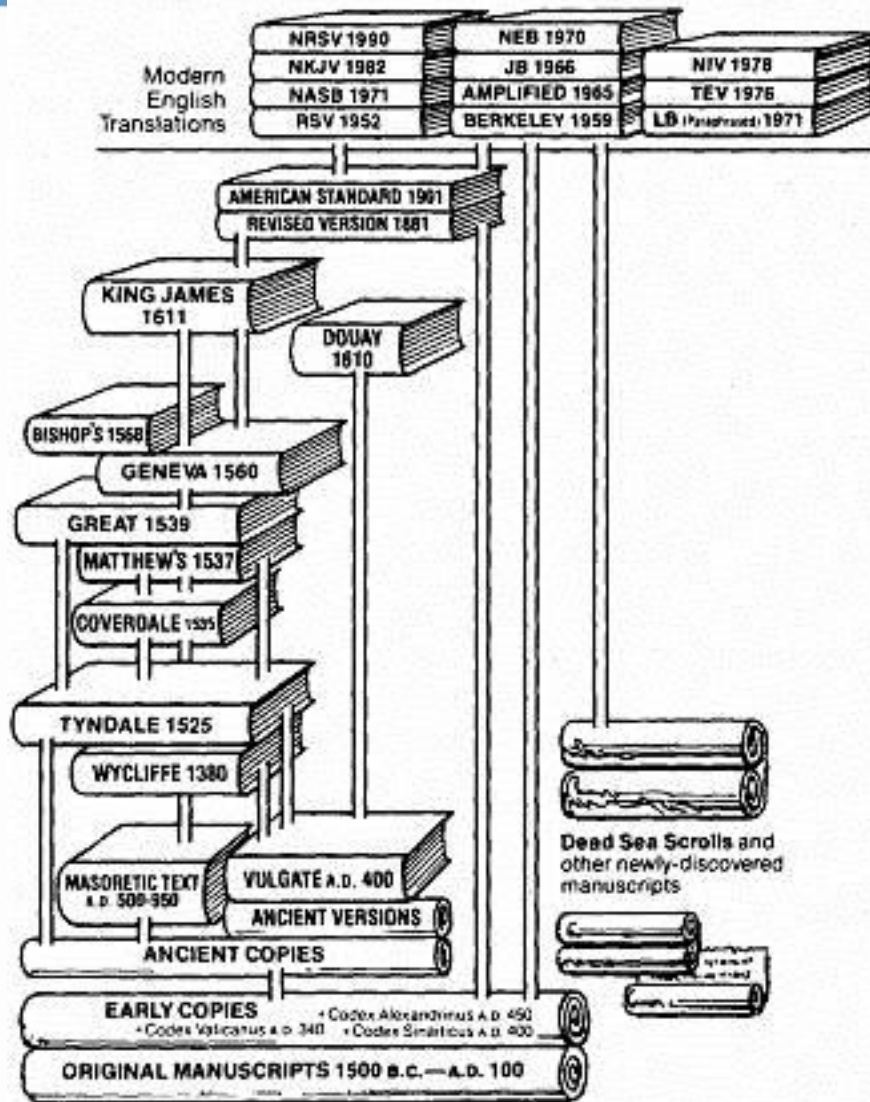 NRSV 1990
NKJV 1982
NASB 1971
RSV 1952
NEB 1970
JB 1966
AMPLIFIED 1965
BERKELEY 1959
NIV 1978
TEV 1976
LB (Paraphrased) 1971
Modern
English
Translations
AMERICAN STANDARD 1901
REVISED VERSION 1881
KING JAMES
1611
DOUAY
1610
BISHOP'S 1568
GENEVA 1560
GREAT 1539
MATTHEW'S 1537
COVERDALE 1535
TYNDALE 1525
WYCLIFFE 1380
MASORETIC TEXT
A.D. 500-950
VULGATE A.D. 400
ANCIENT VERSIONS
Dead Sea Scrolls and
other newly-discovered
manuscripts
ANCIENT COPIES
EARLY COPIES
• Codex Alexandrinus A.D. 450
• Codex Vaticanus A.D. 340
• Codex Sinaiticus A.D. 400
ORIGINAL MANUSCRIPTS 1500 B.C.—A.D. 100